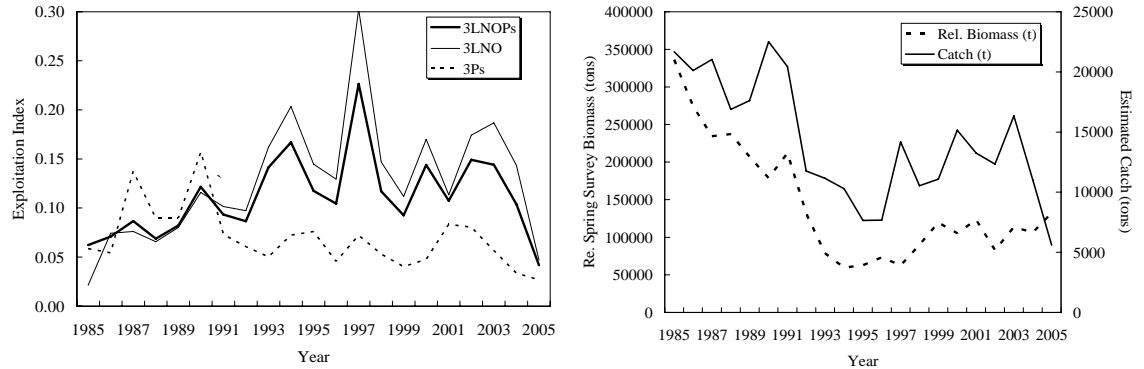 0.30
0.25
0.20
0.15
0.10
0.05
0.00
Exploitation Index
3LNOPs
3LNO
3Ps
1985 1987 1989 1991 1993 1995 1997 1999 2001 2003 2005
Year
400000
350000
300000
250000
200000
150000
100000
50000
0
Re. Spring Survey Biomass (tons)
Rel. Biomass (t)
Catch (t)
25000
20000
15000
10000
5000
0
Estimated Catch (tons)
1985 1987 1989 1991 1993 1995 1997 1999 2001 2003 2005
Year